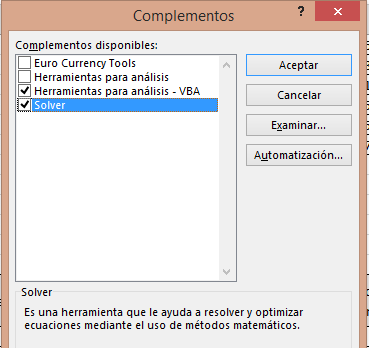 Complementos
? ×
Complementos disponibles:
Euro Currency Tools
Herramientas para análisis
Herramientas para análisis - VBA
Solver
Aceptar
Cancelar
Examinar...
Automatización...
Solver
Es una herramienta que le ayuda a resolver y optimizar
ecuaciones mediante el uso de métodos matemáticos.